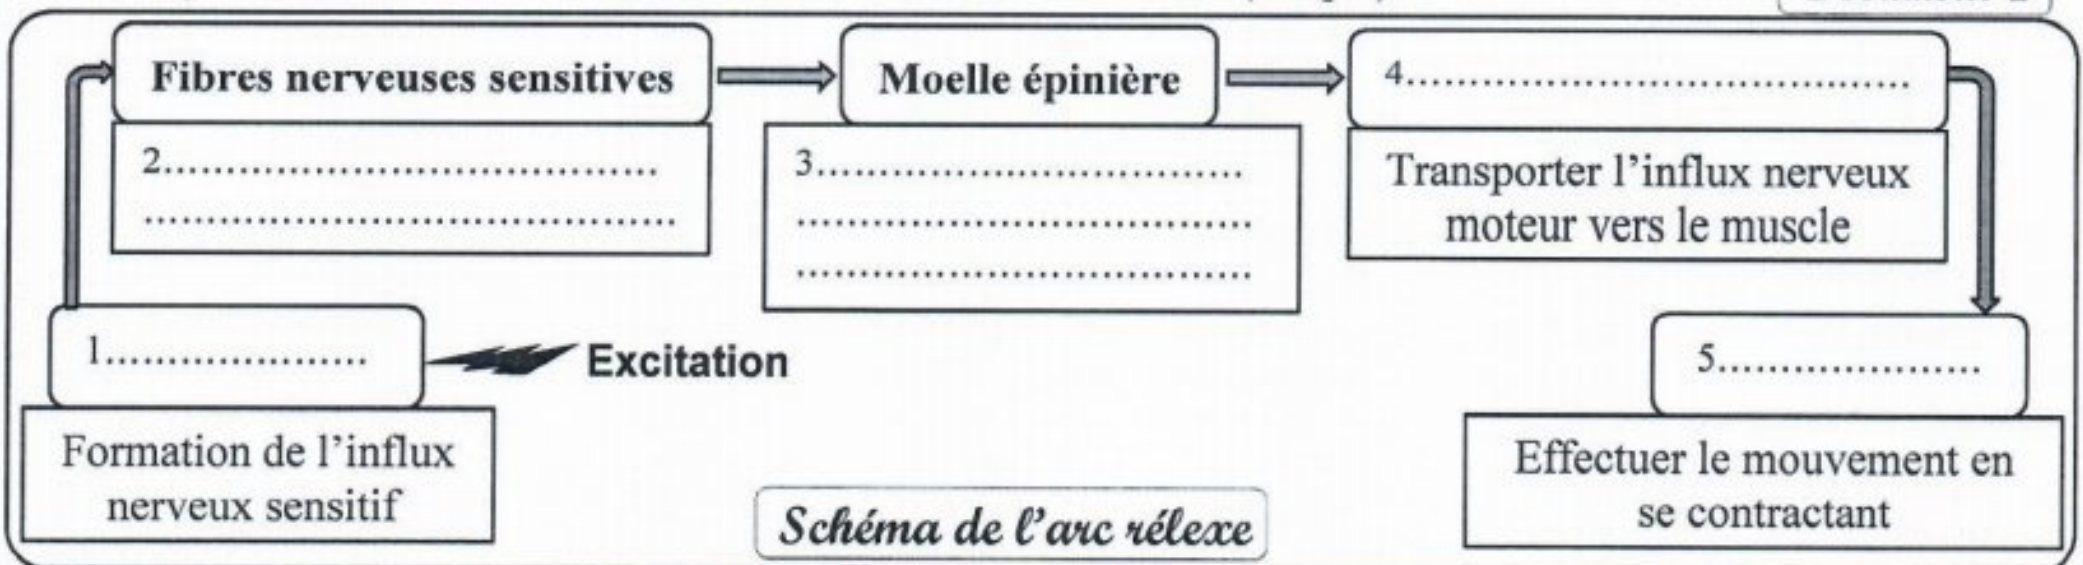 Fibres nerveuses sensitives
Moelle épinière
4..........................................
2..........................................
..........................................
3..........................................
..........................................
..........................................
Transporter l'influx nerveux
moteur vers le muscle
1.....................
Excitation
5.....................
Formation de l'influx
nerveux sensitif
Effectuer le mouvement en
se contractant
Schéma de l'arc rélexe